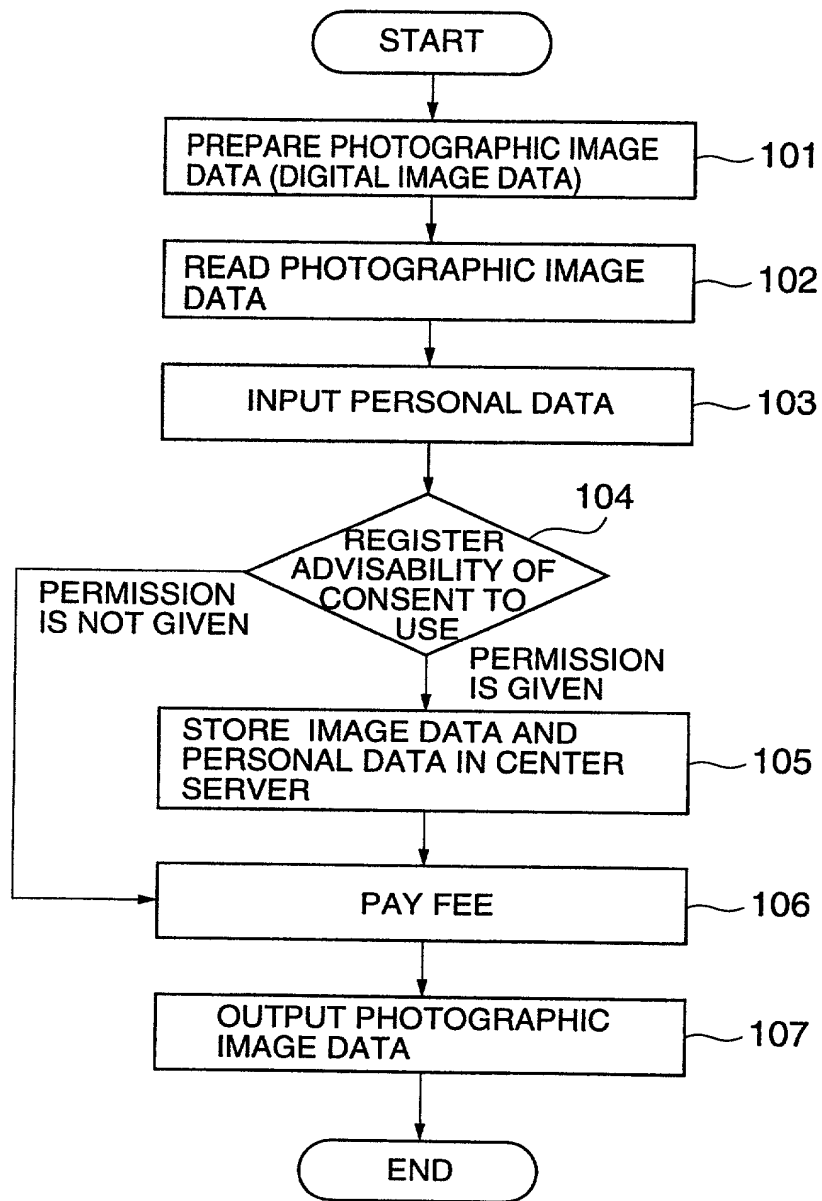 START
PREPARE PHOTOGRAPHIC IMAGE
DATA (DIGITAL IMAGE DATA)
101
READ PHOTOGRAPHIC IMAGE
DATA
102
INPUT PERSONAL DATA
103
104
REGISTER
ADVISABILITY OF
CONSENT TO
USE
PERMISSION
IS NOT GIVEN
PERMISSION
IS GIVEN
STORE IMAGE DATA AND
PERSONAL DATA IN CENTER
SERVER
105
PAY FEE
106
OUTPUT PHOTOGRAPHIC
IMAGE DATA
107
END